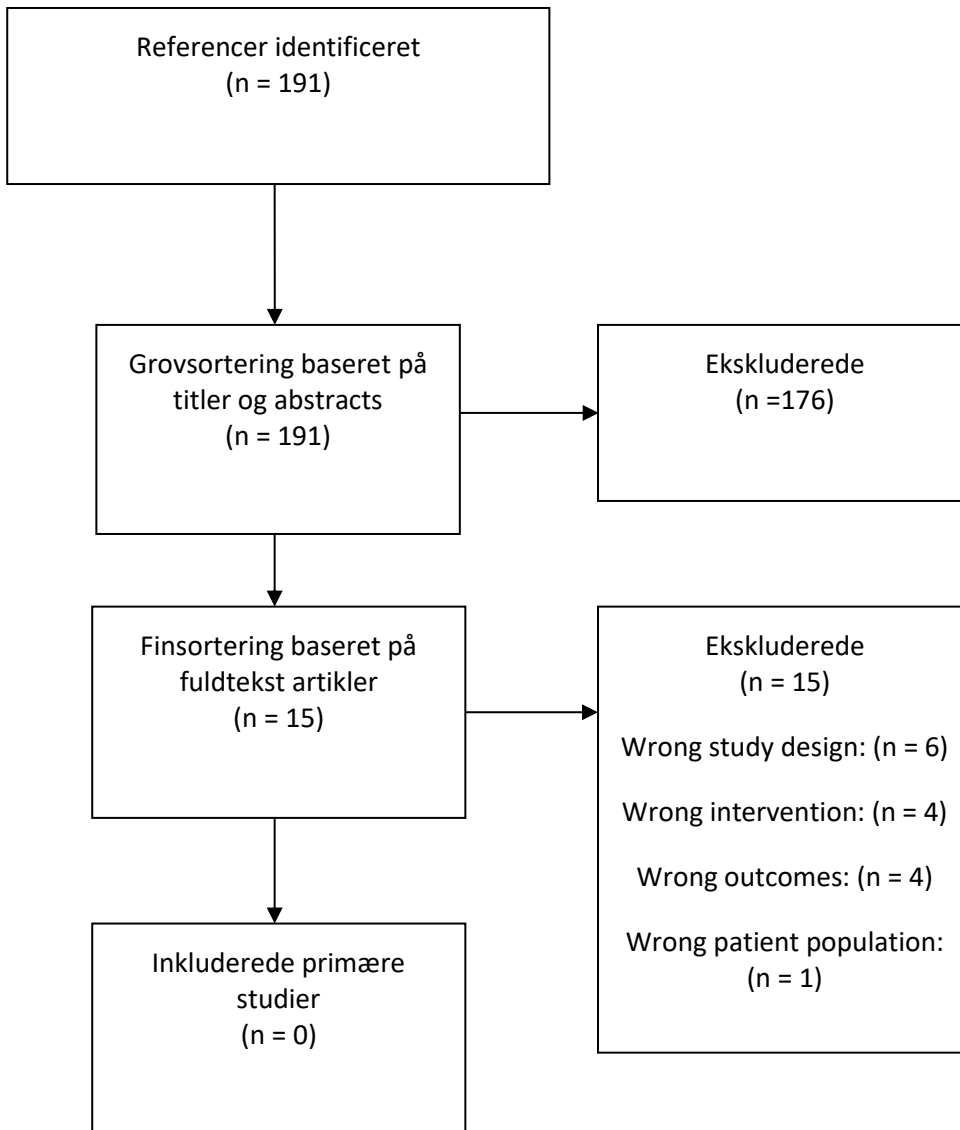 Referencer identificeret
(n = 191)
Grovsortering baseret på
titler og abstracts
(n = 191)
Ekskluderede
(n =176)
Finsortering baseret på
fuldtekst artikler
(n = 15)
Ekskluderede
(n = 15)
Wrong study design: (n = 6)
Wrong intervention: (n = 4)
Wrong outcomes: (n = 4)
Wrong patient population:
(n = 1)
Inkluderede primære
studier
(n = 0)